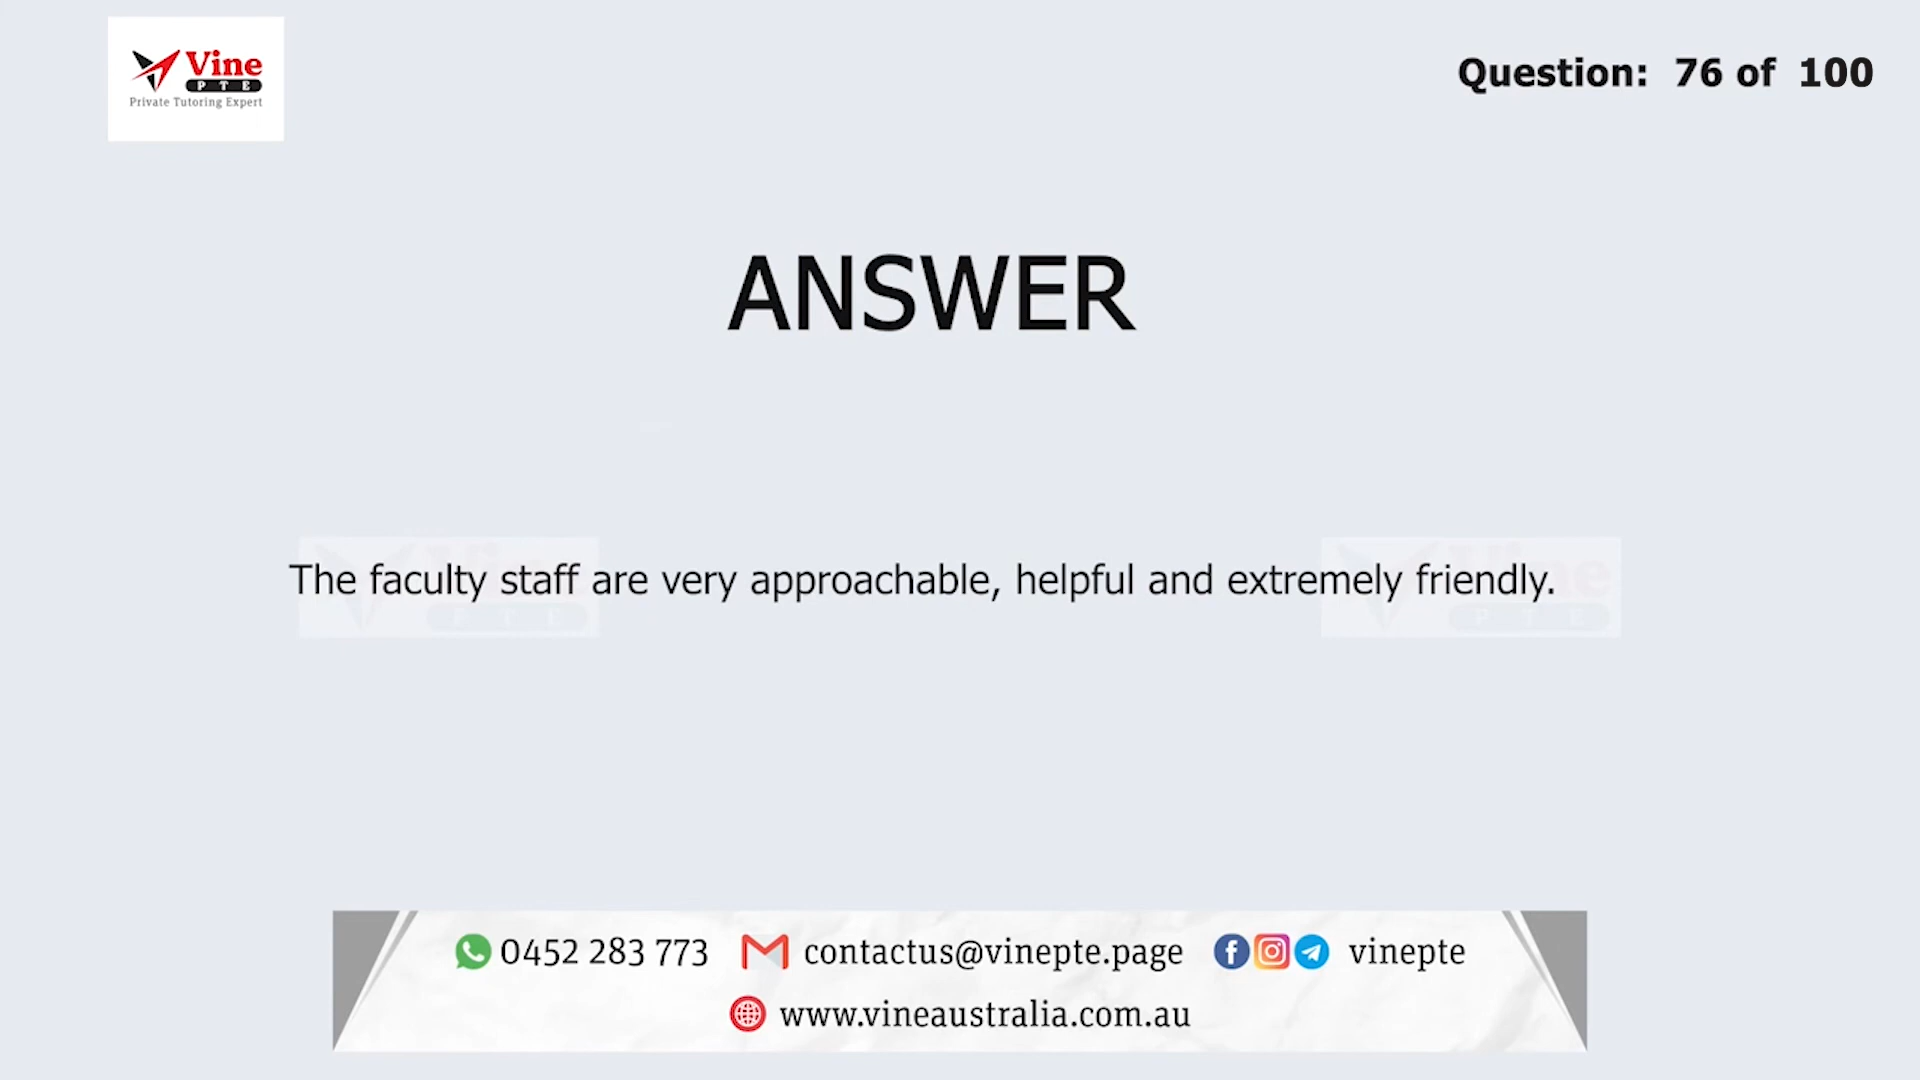 Vine
PTE
Private Tutoring Expert
Question: 76 of 100
ANSWER
The faculty staff are very approachable, helpful and extremely friendly.
0452 283 773 contactus@vinepte.page vinepte
www.vineaustralia.com.au